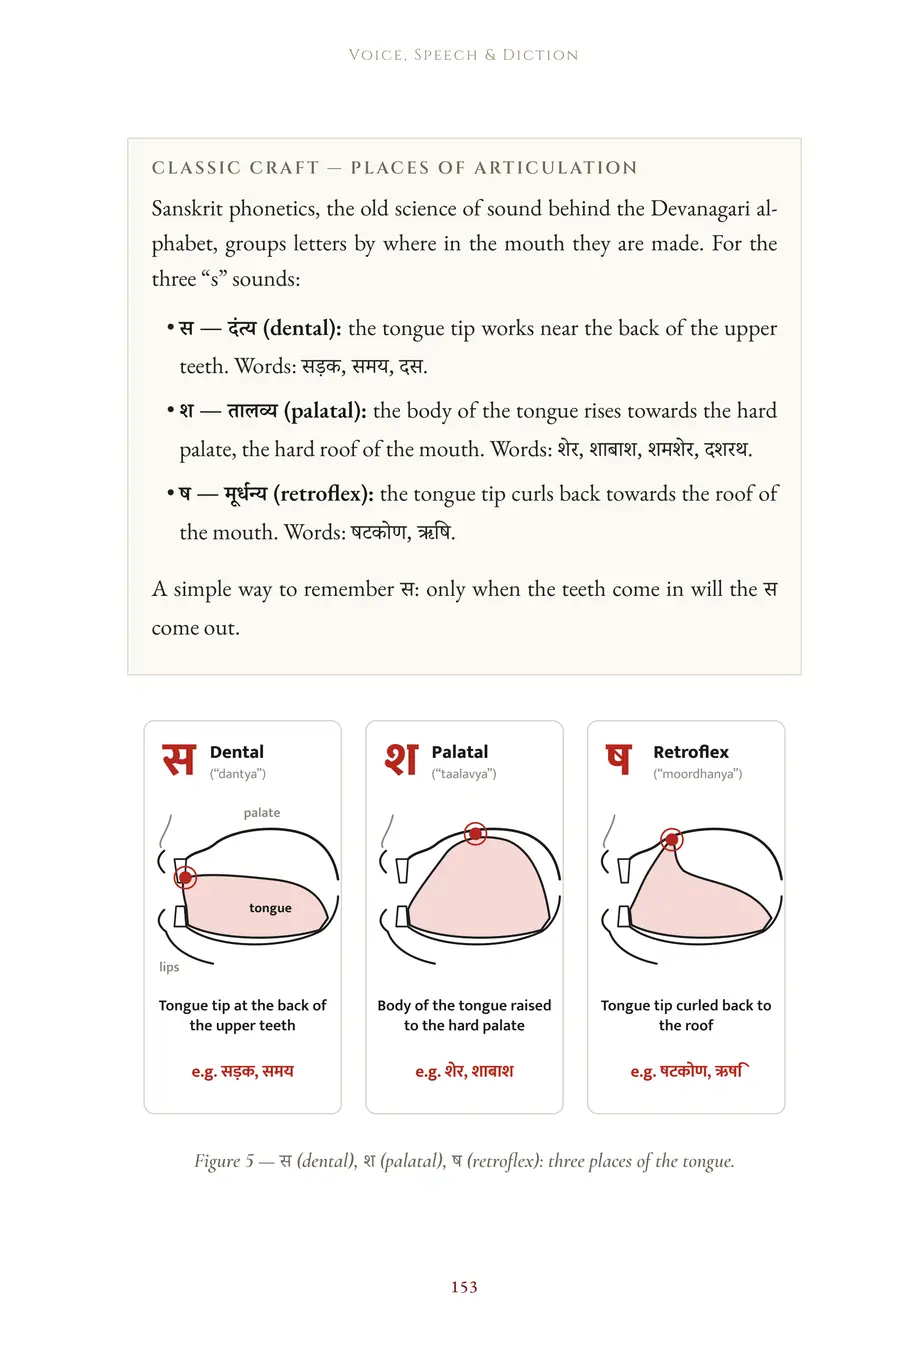 Voice, Speech & Diction
CLASSIC CRAFT — PLACES OF ARTICULATION
Sanskrit phonetics, the old science of sound behind the Devanagari al-
phabet, groups letters by where in the mouth they are made. For the
three “s” sounds:
• स — दंत्य (dental): the tongue tip works near the back of the upper
teeth. Words: सड़क, समय, दस.
• श — तालव्य (palatal): the body of the tongue rises towards the hard
palate, the hard roof of the mouth. Words: शेर, शाबाश, शमशेर, दशरथ.
• ष — मूर्धन्य (retroflex): the tongue tip curls back towards the roof of
the mouth. Words: षटकोण, ऋषि.
A simple way to remember स: only when the teeth come in will the स
come out.
स Dental
(“dantya”)
palate
tongue
lips
Tongue tip at the back of
the upper teeth
e.g. सड़क, समय
श Palatal
(“taalavya”)
Body of the tongue raised
to the hard palate
e.g. शेर, शाबाश
ष Retroflex
(“moordhanya”)
Tongue tip curled back to
the roof
e.g. षटकोण, ऋषि
Figure 5 — स (dental), श (palatal), ष (retroflex): three places of the tongue.
153